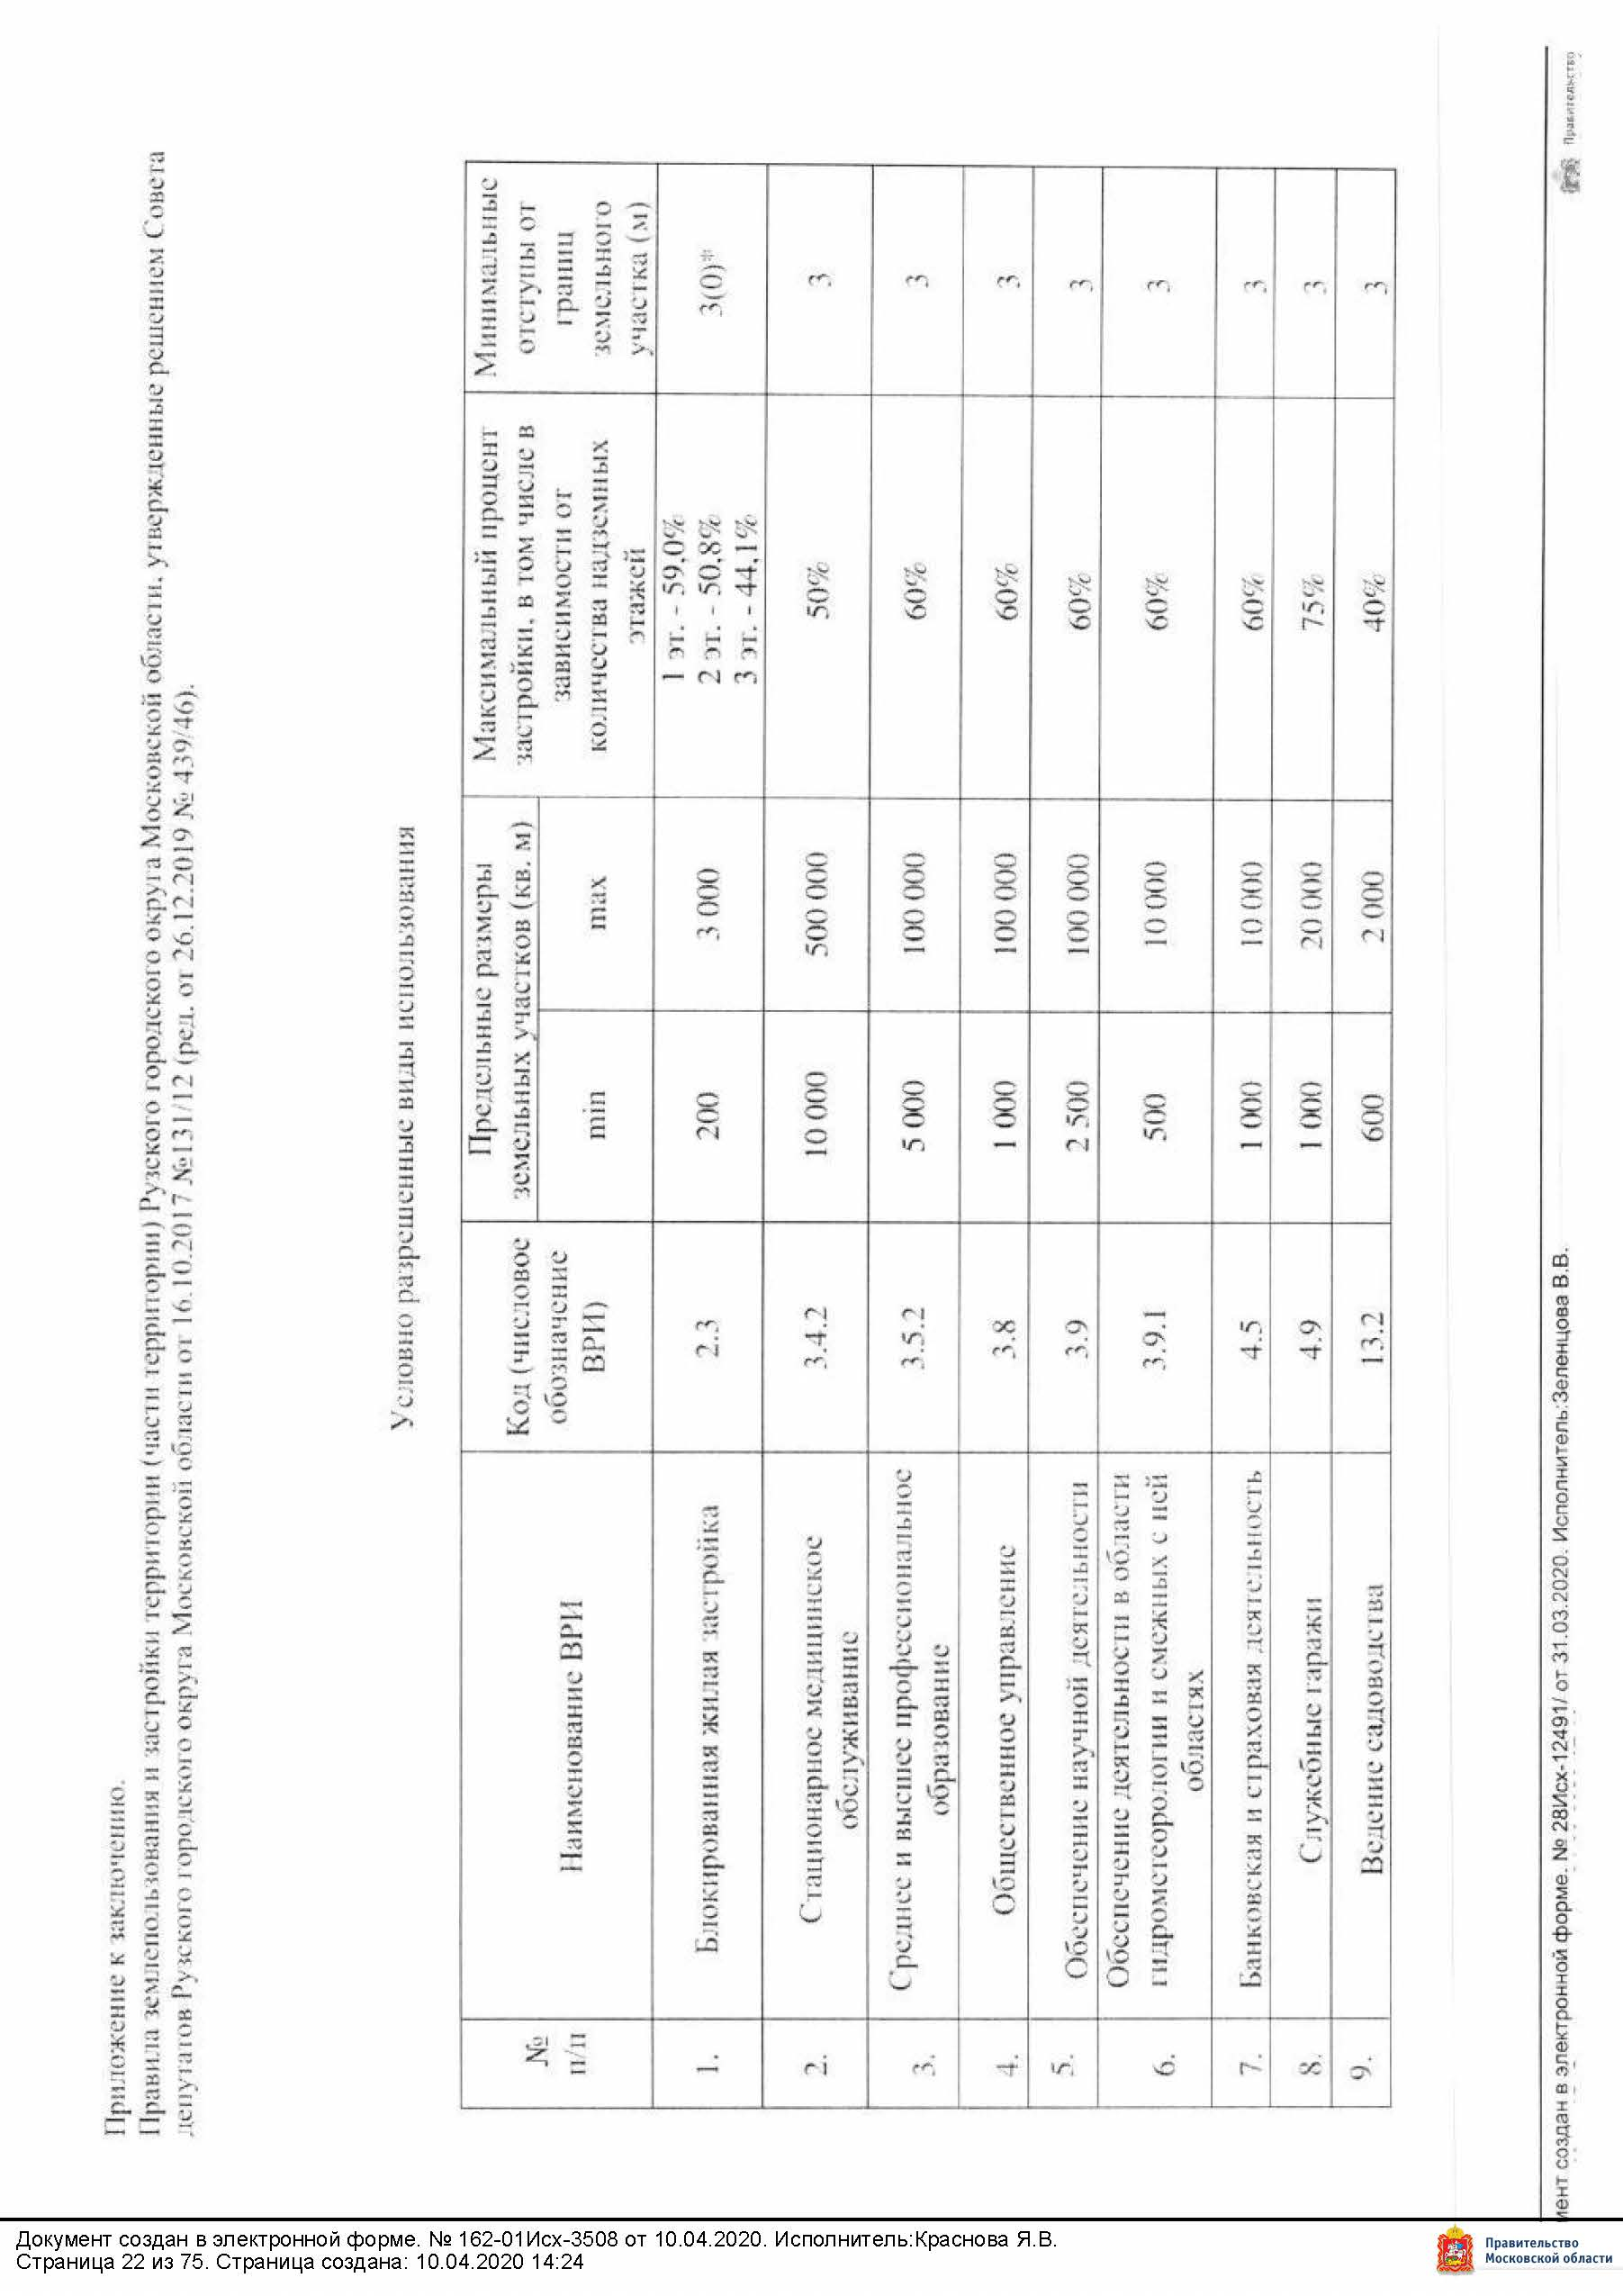 Приложение к заключению.
Правила землепользования и застройки территории (части территории) Рузского городского округа Московской области, утвержденные решением Совета
депутатов Рузского городского округа Московской области от 16.10.2017 №131/12 (ред. от 26.12.2019 № 439/46).
Условно разрешенные виды использования
№
п/п
Наименование ВРИ
Код (числовое
обозначение
ВРИ)
Предельные размеры
земельных участков (кв. м)
min
max
Максимальный процент
застройки, в том числе в
зависимости от
количества надземных
этажей
Минимальные
отступы от
границ
земельного
участка (м)
1.
Блокированная жилая застройка
2.3
200
3 000
1 эт. - 59,0%
2 эт. - 50,8%
3 эт. - 44,1%
3(0)*
2.
Стационарное медицинское
обслуживание
3.4.2
10 000
500 000
50%
3
3.
Среднее и высшее профессиональное
образование
3.5.2
5 000
100 000
60%
3
4.
Общественное управление
3.8
1 000
100 000
60%
3
5.
Обеспечение научной деятельности
3.9
2 500
100 000
60%
3
6.
Обеспечение деятельности в области
гидрометеорологии и смежных с ней
областях
3.9.1
500
10 000
60%
3
7.
Банковская и страховая деятельность
4.5
1 000
10 000
60%
3
8.
Служебные гаражи
4.9
1 000
20 000
75%
3
9.
Ведение садоводства
13.2
600
2 000
40%
3
мент создан в электронной форме. № 28Исх-12491/ от 31.03.2020. Исполнитель:Зеленцова В.В.
Правительство
Документ создан в электронной форме. № 162-01Исх-3508 от 10.04.2020. Исполнитель:Краснова Я.В.
Страница 22 из 75. Страница создана: 10.04.2020 14:24
Правительство
Московской области